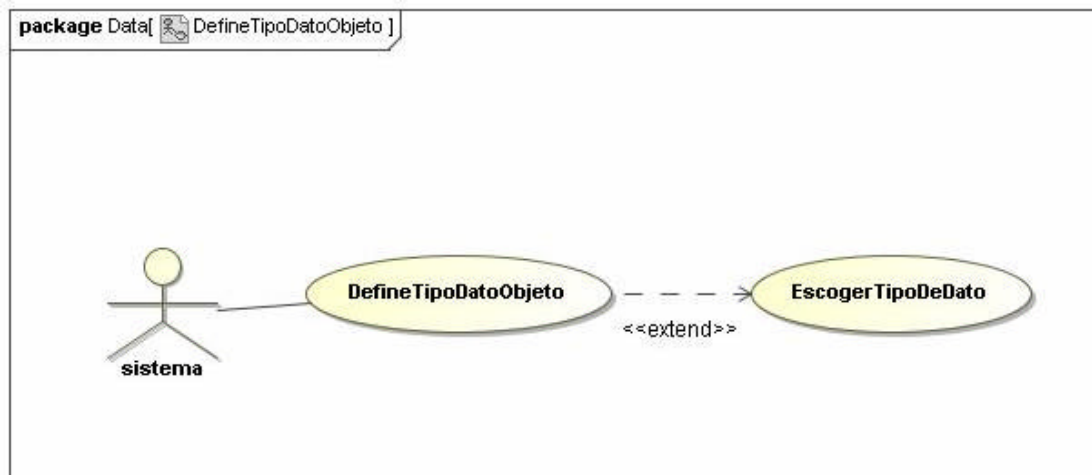 package Data[ DefineTipoDatoObjeto ]
DefineTipoDatoObjeto
EscogerTipoDeDato
<<extend>>
sistema